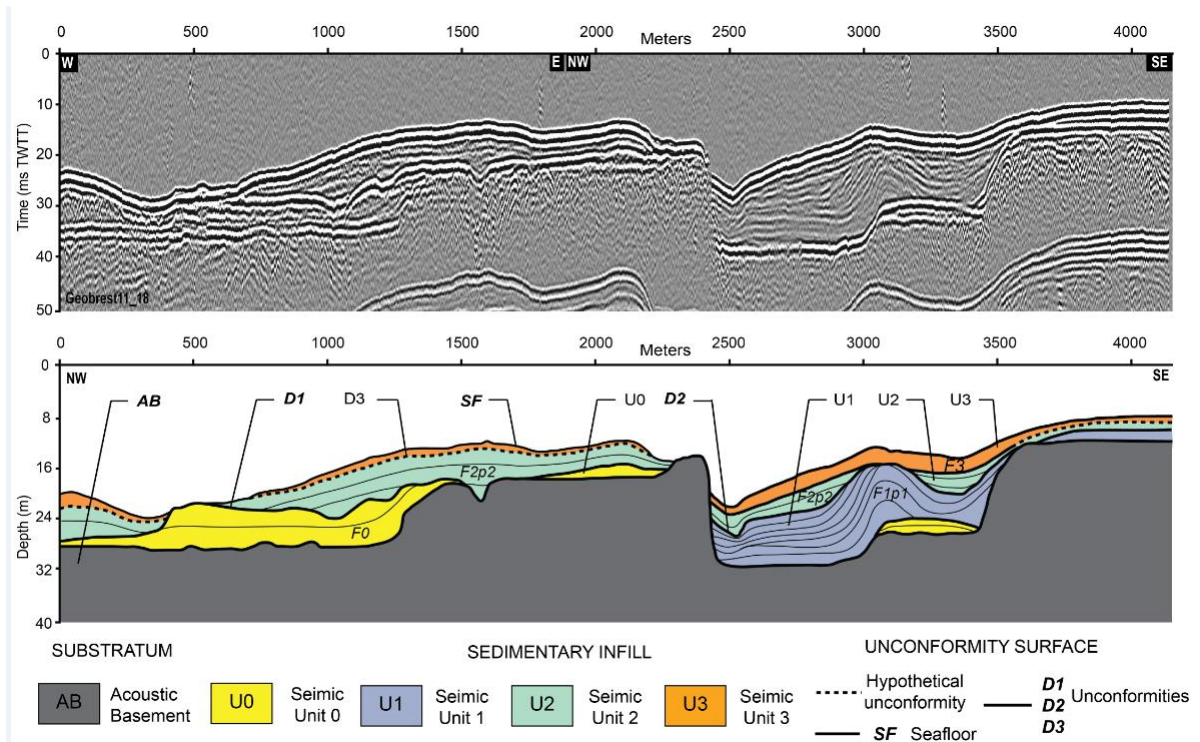 0 500 1000 1500 2000 2500 3000 3500 4000
Meters
W E NW SE
0
10
20
30
40
50
Time (ms TWTT)
Geobrest11_18
0 500 1000 1500 2000 2500 3000 3500 4000
Meters
0
8
16
24
32
40
Depth (m)
NW SE
AB D1 D3 SF U0 D2 U1 U2 U3
F2p2 F3
F2p2 F1p1
F0
SUBSTRATUM SEDIMENTARY INFILL UNCONFORMITY SURFACE
AB Acoustic Basement
U0 Seimic Unit 0
U1 Seimic Unit 1
U2 Seimic Unit 2
U3 Seimic Unit 3
Hypothetical unconformity
SF Seafloor
D1
D2 Unconformities
D3